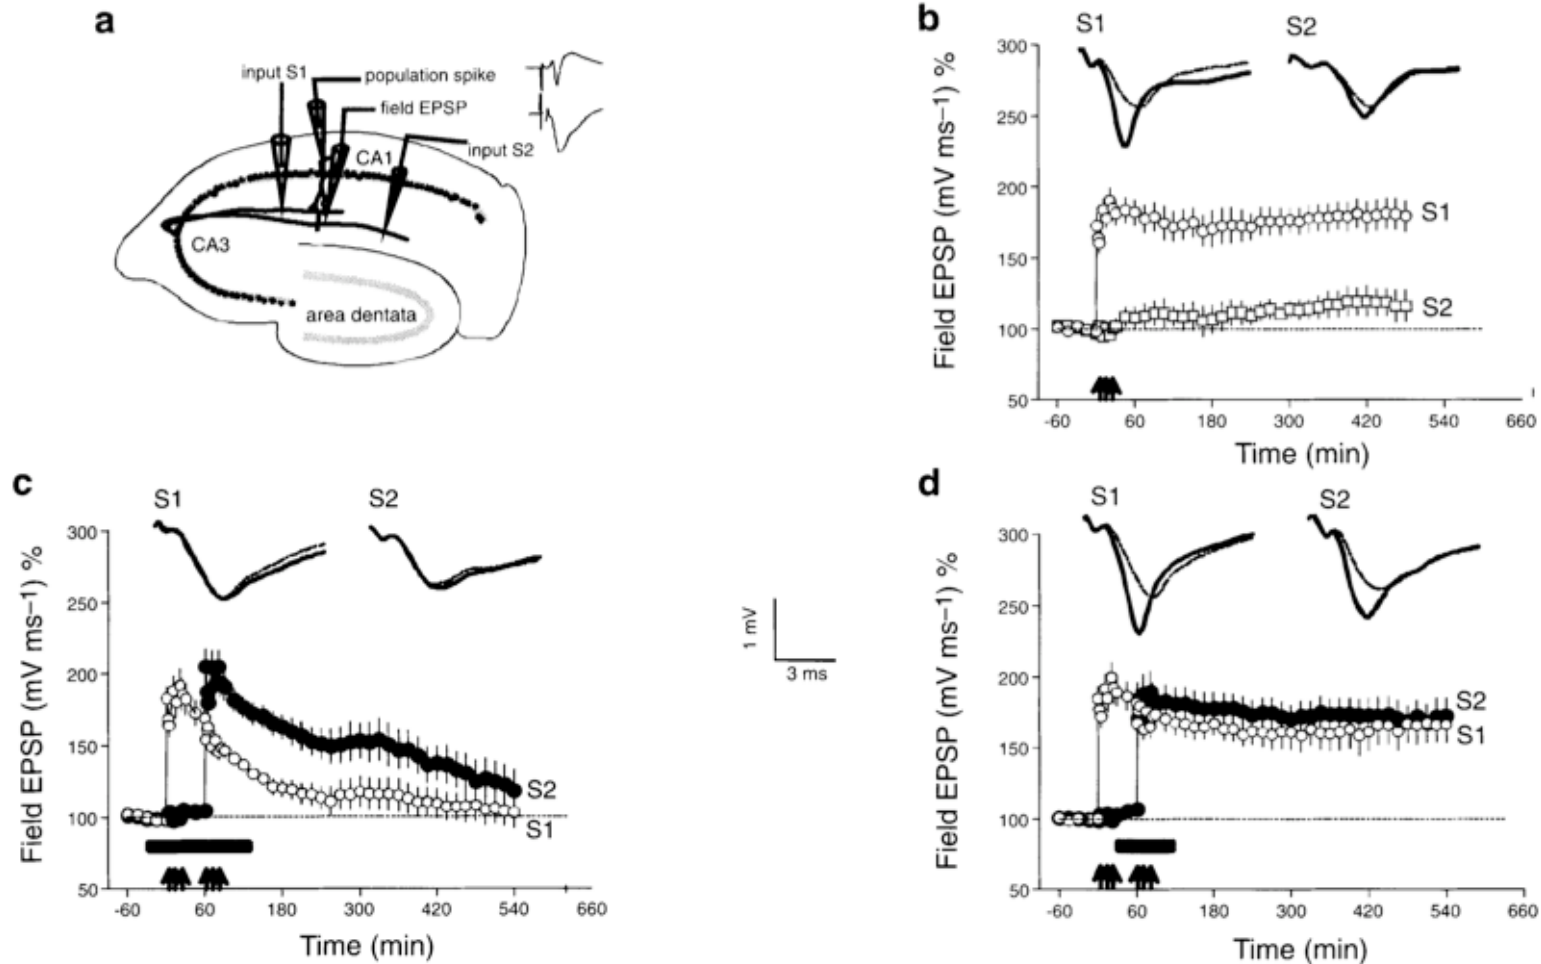 a
input S1
population spike
field EPSP
input S2
CA1
CA3
area dentata
b
S1
S2
Field EPSP (mV ms−1) %
300
250
200
150
100
50
S1
S2
-60
60
180
300
420
540
660
Time (min)
c
S1
S2
Field EPSP (mV ms−1) %
300
250
200
150
100
50
S2
S1
-60
60
180
300
420
540
660
Time (min)
1 mV
3 ms
d
S1
S2
Field EPSP (mV ms−1) %
300
250
200
150
100
50
S2
S1
-60
60
180
300
420
540
660
Time (min)